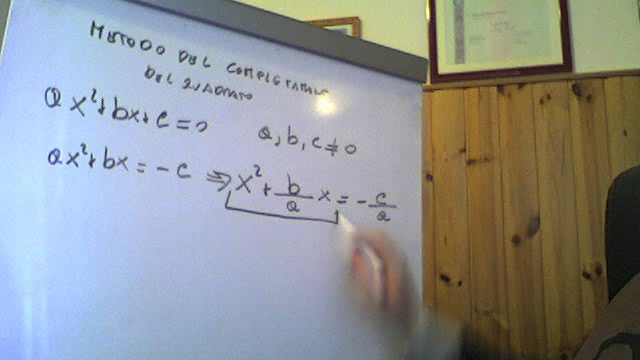 METODO DEL COMPLETAMENTO
DEL QUADRATO
ax²+bx+c=0   a,b,c≠0
ax²+bx=-c ⇒ x²+b/a x=-c/a